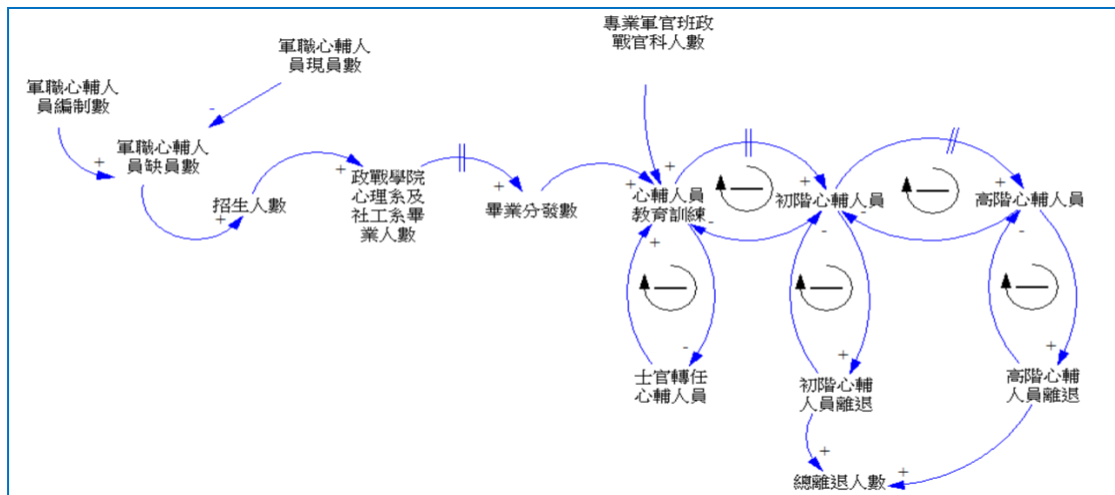 專業軍官班政
戰官科人數
軍職心輔人
員現員數
軍職心輔人
員編制數
軍職心輔人
員缺員數
招生人數
政戰學院
心理系及
社工系畢
業人數
畢業分發數
心輔人員
教育訓練
初階心輔人員
高階心輔人員
士官轉任
心輔人員
初階心輔
人員離退
高階心輔
人員離退
總離退人數